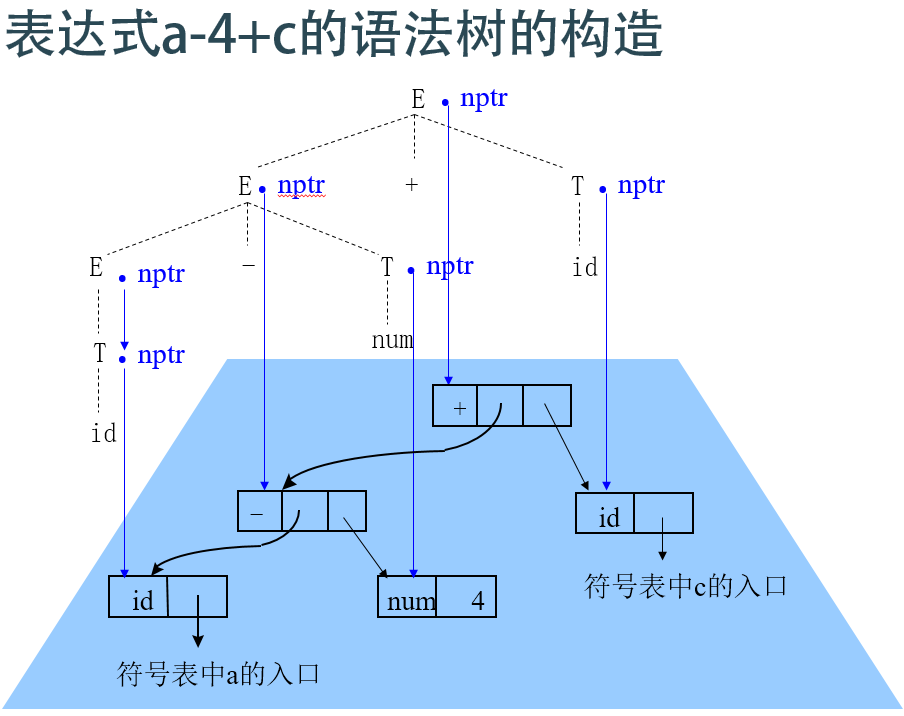 表达式a-4+c的语法树的构造
E nptr
E nptr + T nptr
E nptr − T nptr id
num
T nptr
+
id
− id
符号表中c的入口
id num 4
符号表中a的入口